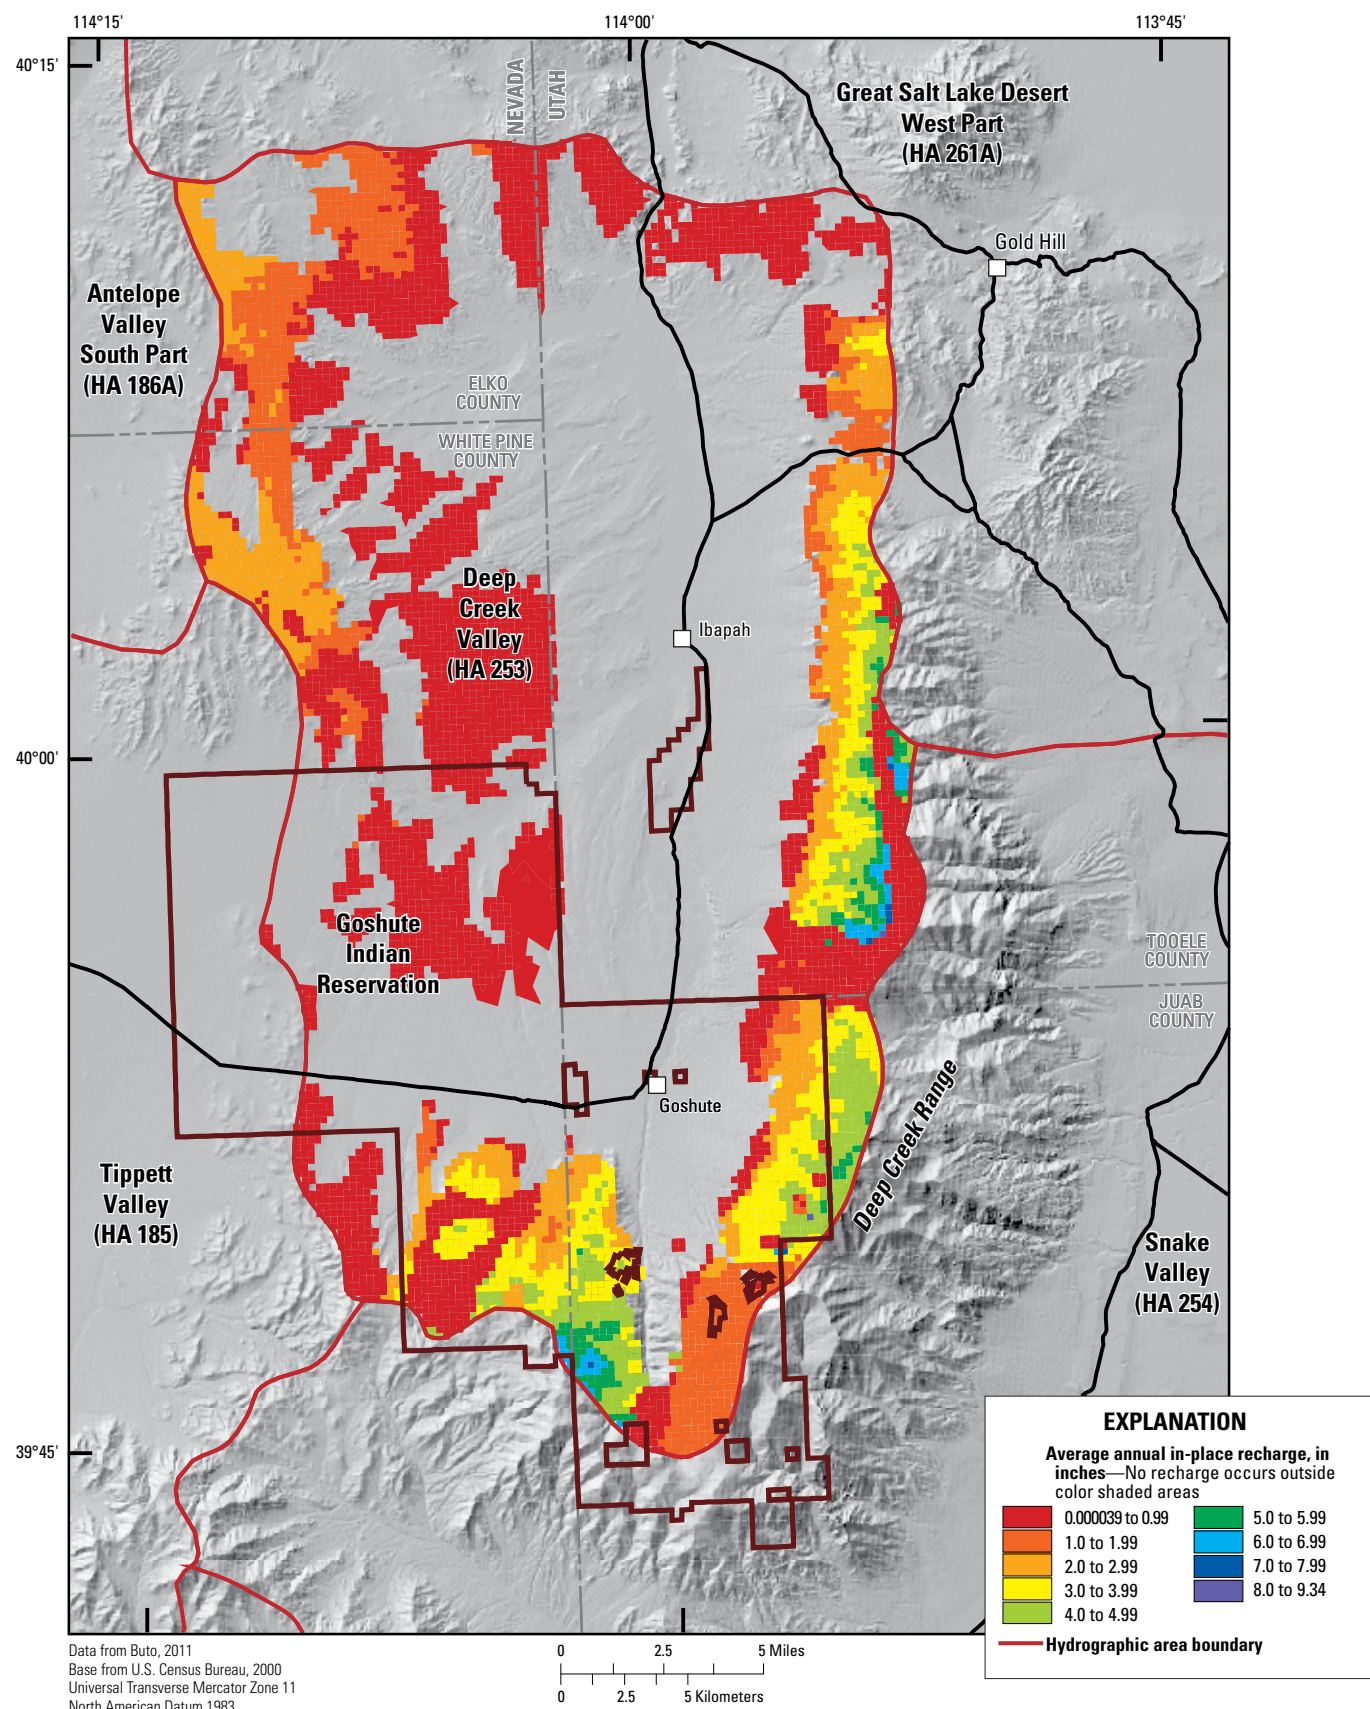 114°15'
114°00'
113°45'
40°15'
NEVADA
UTAH
Great Salt Lake Desert
West Part
(HA 261A)
Gold Hill
Antelope
Valley
South Part
(HA 186A)
ELKO
COUNTY
WHITE PINE
COUNTY
Deep
Creek
Valley
(HA 253)
Ibapah
40°00'
Goshute
Indian
Reservation
TOOELE
COUNTY
JUAB
COUNTY
Goshute
Deep Creek Range
Tippett
Valley
(HA 185)
Snake
Valley
(HA 254)
39°45'
EXPLANATION
Average annual in-place recharge, in
inches—No recharge occurs outside
color shaded areas
0.000039 to 0.99
1.0 to 1.99
2.0 to 2.99
3.0 to 3.99
4.0 to 4.99
5.0 to 5.99
6.0 to 6.99
7.0 to 7.99
8.0 to 9.34
Hydrographic area boundary
Data from Buto, 2011
Base from U.S. Census Bureau, 2000
Universal Transverse Mercator Zone 11
North American Datum 1983
0 2.5 5 Miles
0 2.5 5 Kilometers